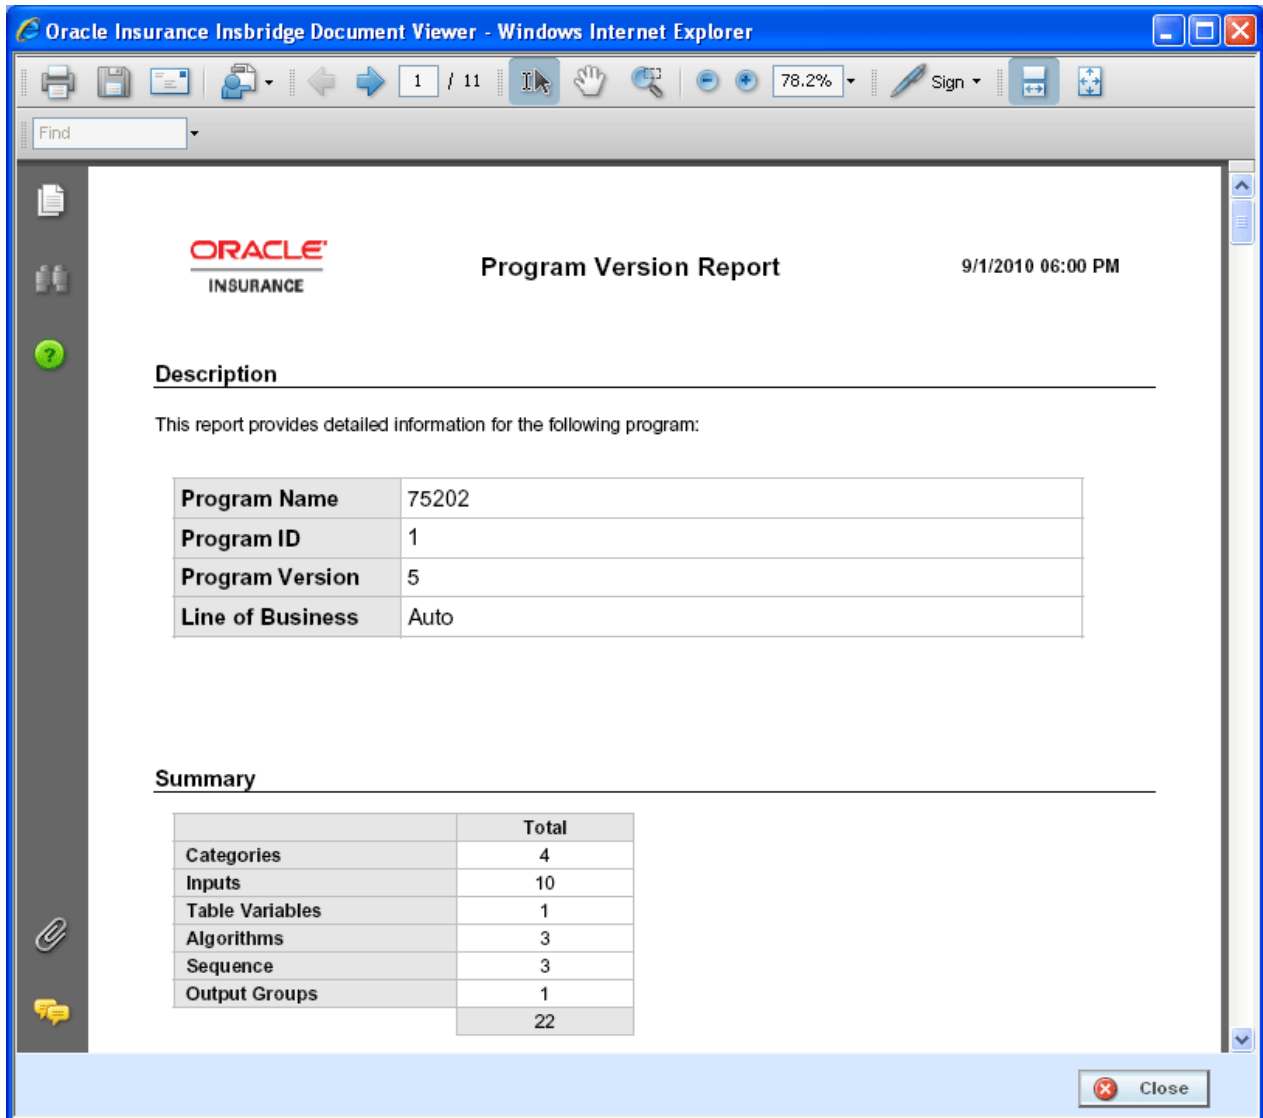 Oracle Insurance Insbridge Document Viewer - Windows Internet Explorer
1 / 11 78.2% Sign
Find
ORACLE
INSURANCE
Program Version Report
9/1/2010 06:00 PM
Description
This report provides detailed information for the following program:
Program Name 75202
Program ID 1
Program Version 5
Line of Business Auto
Summary
Total
Categories 4
Inputs 10
Table Variables 1
Algorithms 3
Sequence 3
Output Groups 1
22
Close